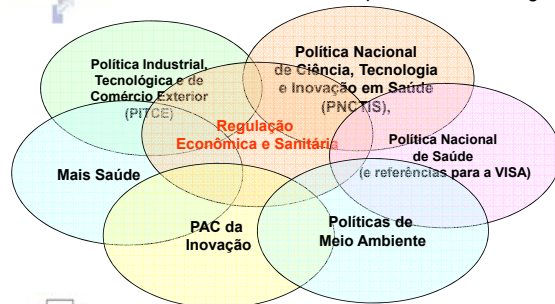 Política Industrial,
Tecnológica e de
Comércio Exterior
(PITCE)
Política Nacional
de Ciência, Tecnologia
e Inovação em Saúde
(PNCTIS),
Regulação
Econômica e Sanitária
Política Nacional
de Saúde
(e referências para a VISA)
Mais Saúde
PAC da
Inovação
Políticas de
Meio Ambiente